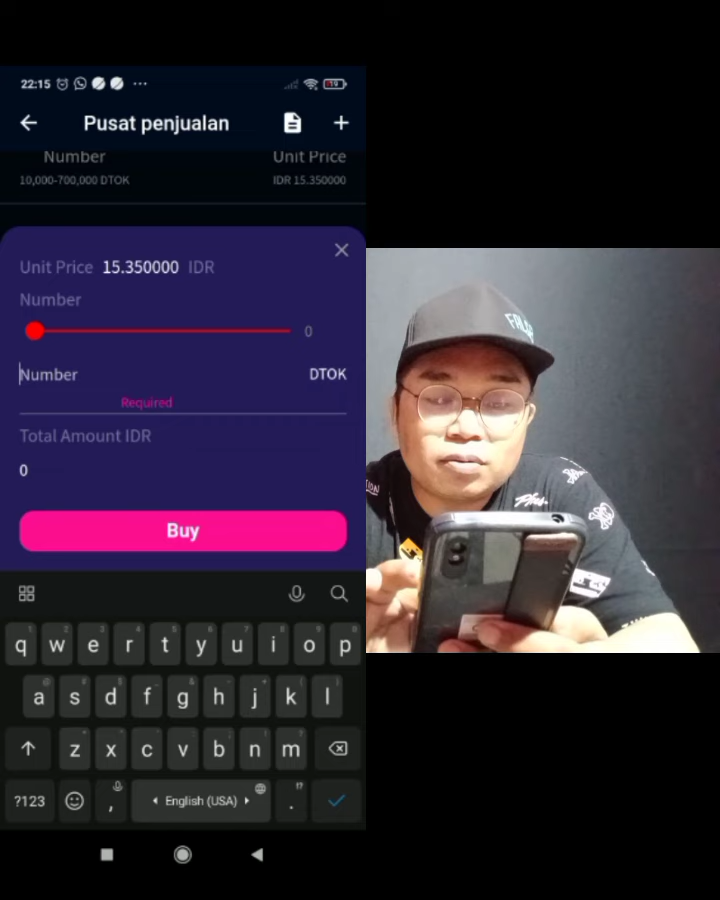 22:15
19
Pusat penjualan
Number Unit Price
10,000-700,000 DTOK IDR 15.350000
Unit Price 15.350000 IDR
Number
0
Number DTOK
Required
Total Amount IDR
0
Buy
q w e r t y u i o p
a s d f g h j k l
z x c v b n m
?123 , English (USA) .